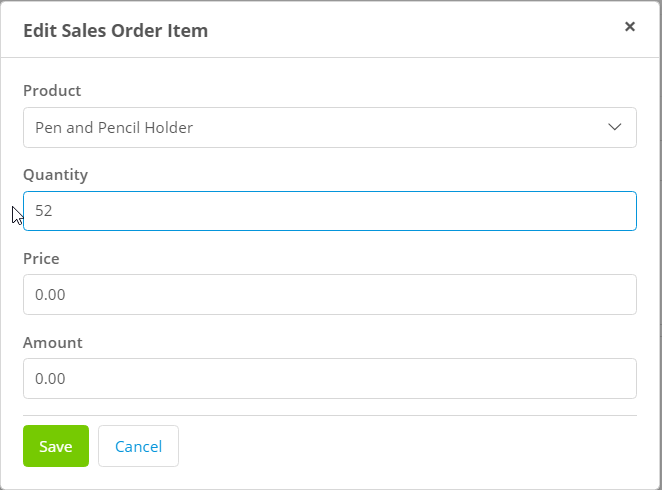 Edit Sales Order Item ×
Product
Pen and Pencil Holder
Quantity
52
Price
0.00
Amount
0.00
Save Cancel